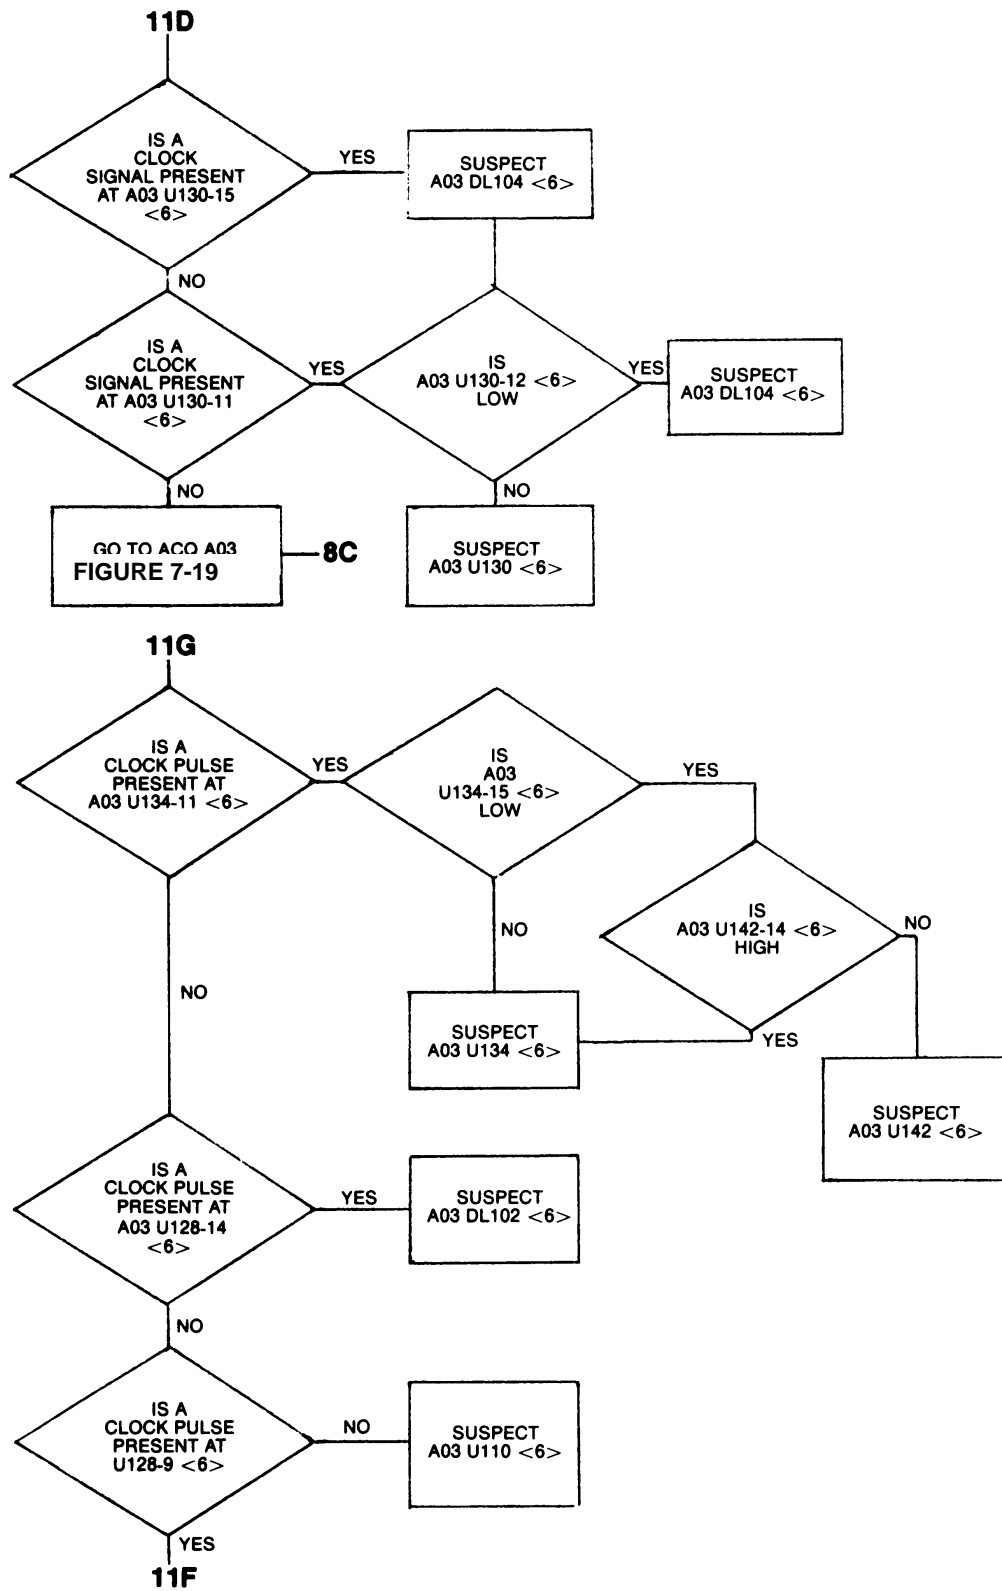 11D
IS A
CLOCK
SIGNAL PRESENT
AT A03 U130-15
<6>
YES
SUSPECT
A03 DL104 <6>
NO
IS A
CLOCK
SIGNAL PRESENT
AT A03 U130-11
<6>
YES
IS
A03 U130-12 <6>
LOW
YES
SUSPECT
A03 DL104 <6>
NO
NO
GO TO ACQ A03
FIGURE 7-19
8C
SUSPECT
A03 U130 <6>
11G
IS A
CLOCK PULSE
PRESENT AT
A03 U134-11 <6>
YES
IS
A03
U134-15 <6>
LOW
YES
IS
A03 U142-14 <6>
HIGH
NO
NO
NO
SUSPECT
A03 U134 <6>
YES
SUSPECT
A03 U142 <6>
IS A
CLOCK PULSE
PRESENT AT
A03 U128-14
<6>
YES
SUSPECT
A03 DL102 <6>
NO
IS A
CLOCK PULSE
PRESENT AT
U128-9 <6>
NO
SUSPECT
A03 U110 <6>
YES
11F